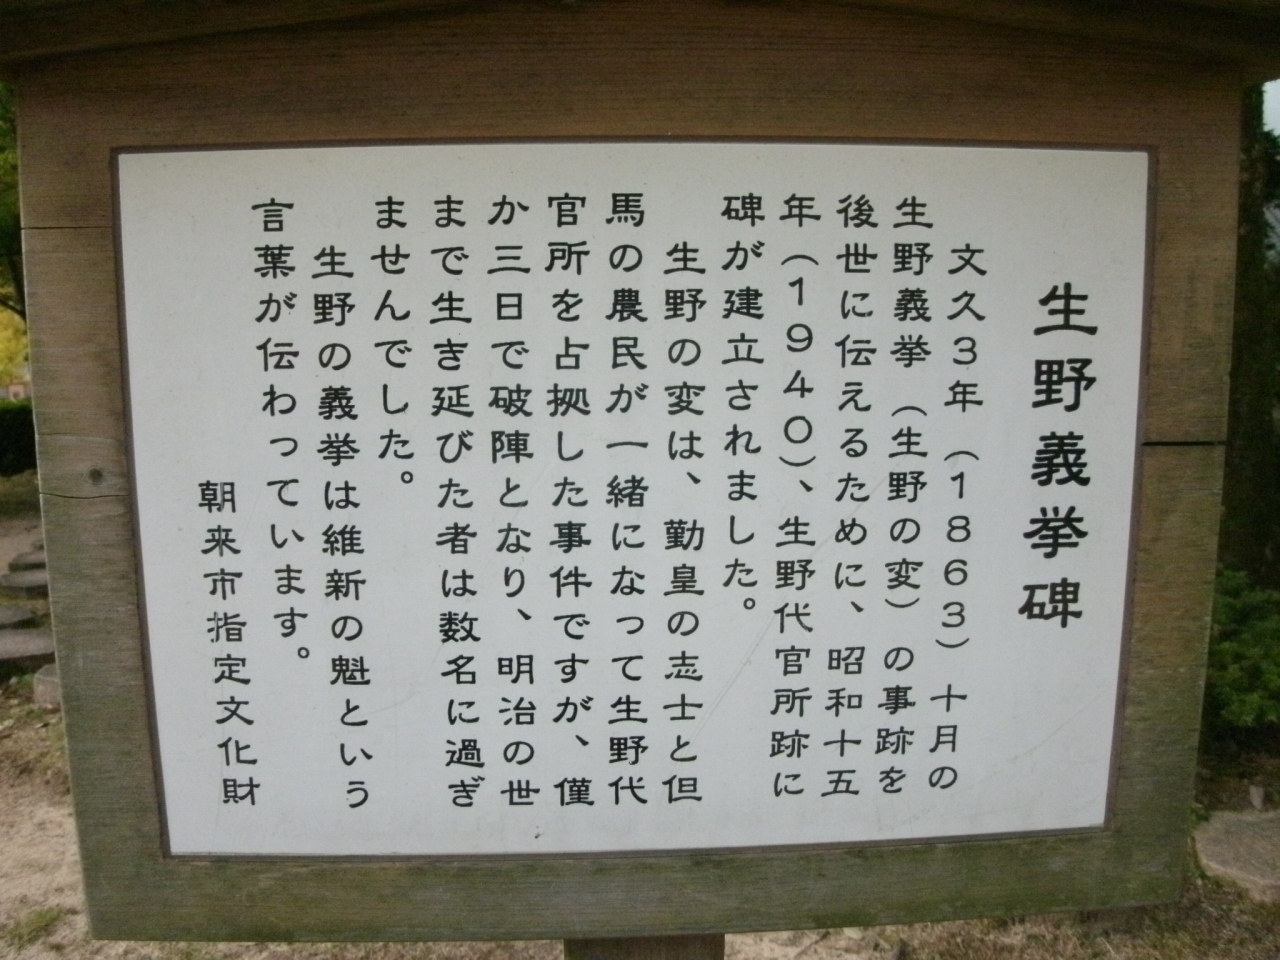 生野義挙碑
文久3年（1863）十月の
生野義挙（生野の変）の事跡を
後世に伝えるために、昭和十五
年（1940）、生野代官所跡に
碑が建立されました。
生野の変は、勤皇の志士と但
馬の農民が一緒になって生野代
官所を占拠した事件ですが、僅
か三日で破陣となり、明治の世
まで生き延びた者は数名に過ぎ
ませんでした。
生野の義挙は維新の魁という
言葉が伝わっています。
朝来市指定文化財